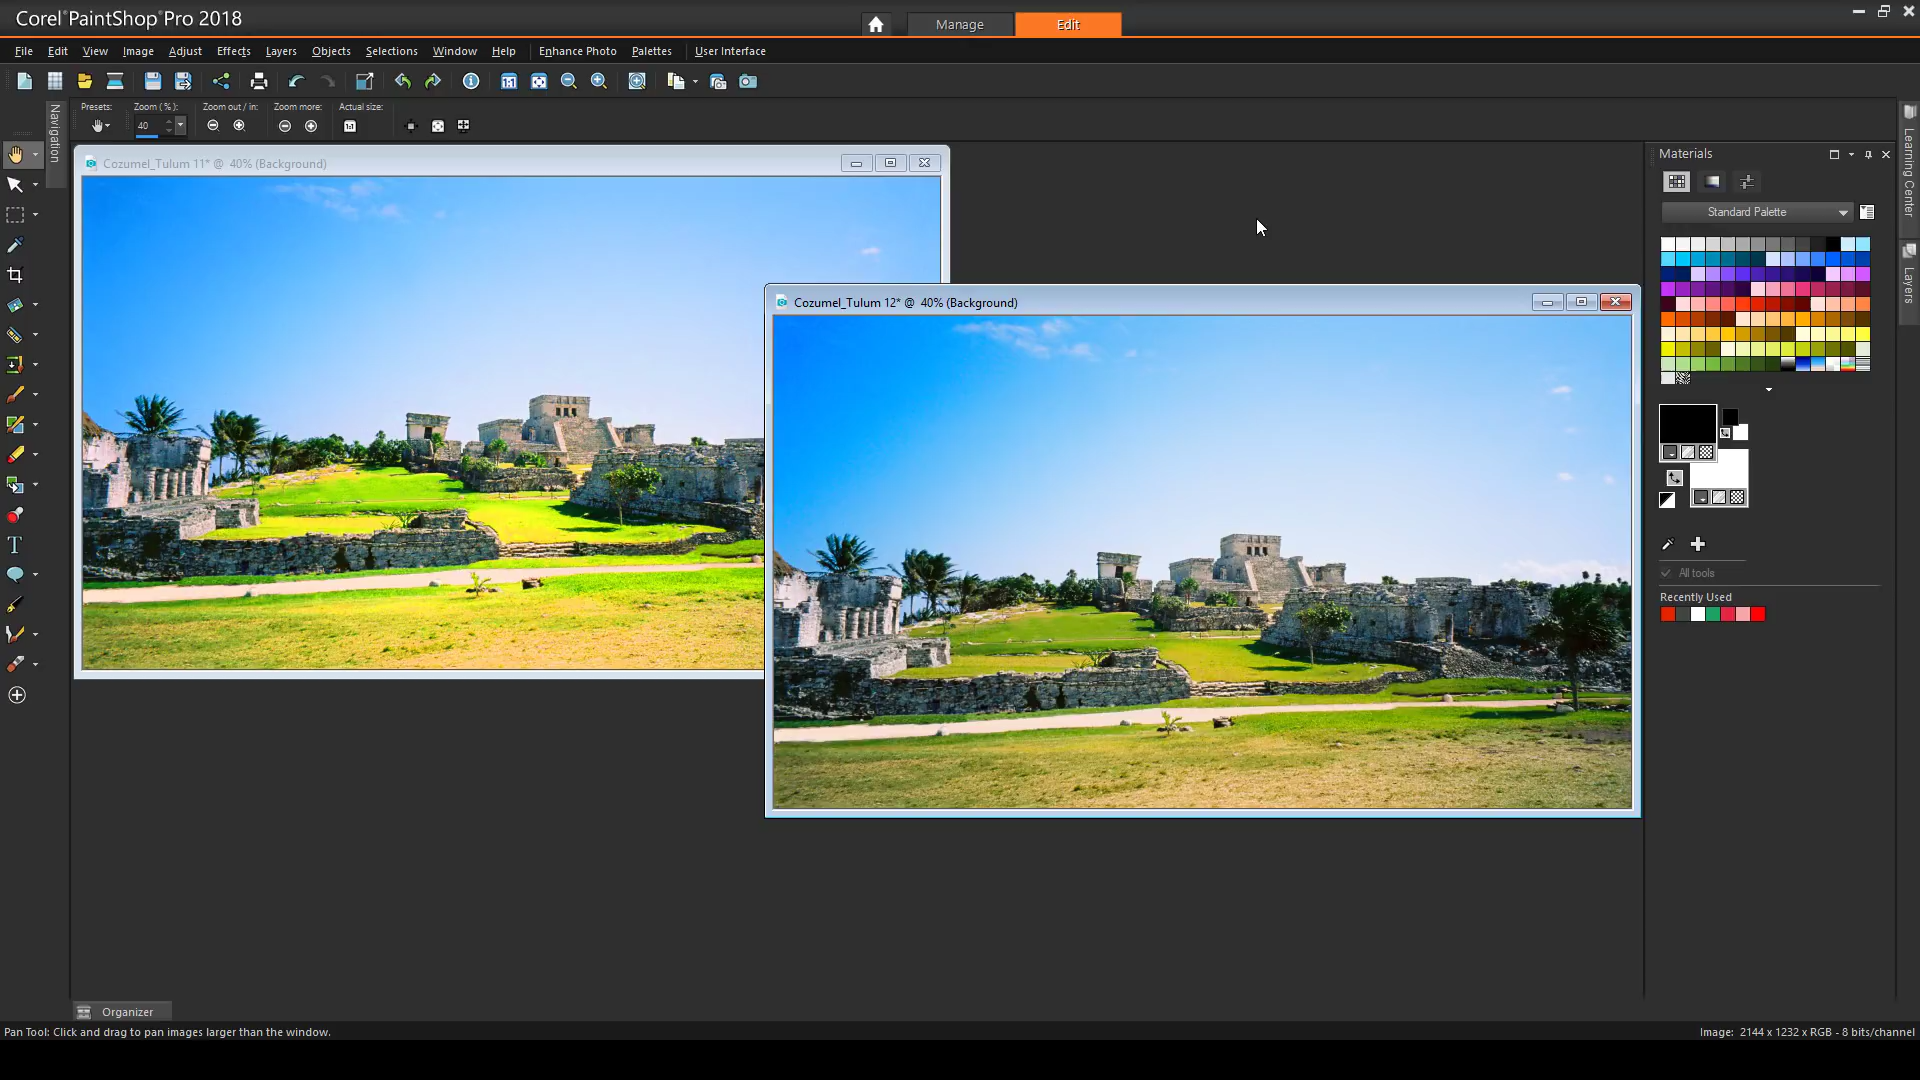 Corel® PaintShop® Pro 2018
Manage
Edit
File Edit View Image Adjust Effects Layers Objects Selections Window Help Enhance Photo Palettes User Interface
Presets: Zoom (%): Zoom out / in: Zoom more: Actual size:
40
1:1
Navigation
Cozumel_Tulum 11* @ 40% (Background)
Cozumel_Tulum 12* @ 40% (Background)
Materials
Standard Palette
All tools
Recently Used
Learning Center
Layers
Organizer
Pan Tool: Click and drag to pan images larger than the window.
Image: 2144 x 1232 x RGB - 8 bits/channel